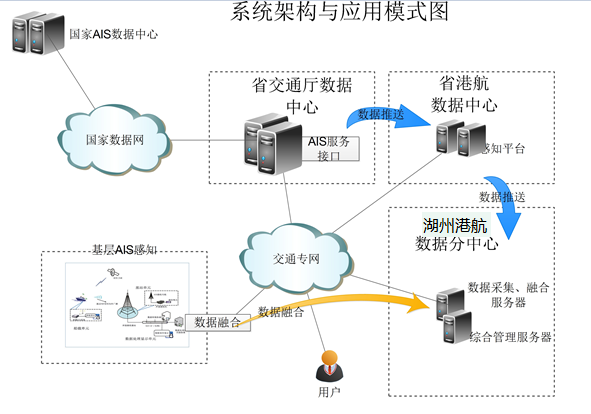 系统架构与应用模式图
国家AIS数据中心
国家数据网
省交通厅数据
中心
AIS服务
接口
数据推送
省港航
数据中心
感知平台
数据推送
湖州港航
数据分中心
数据采集、融合
服务器
综合管理服务器
交通专网
基层AIS感知
数据融合
数据融合
用户